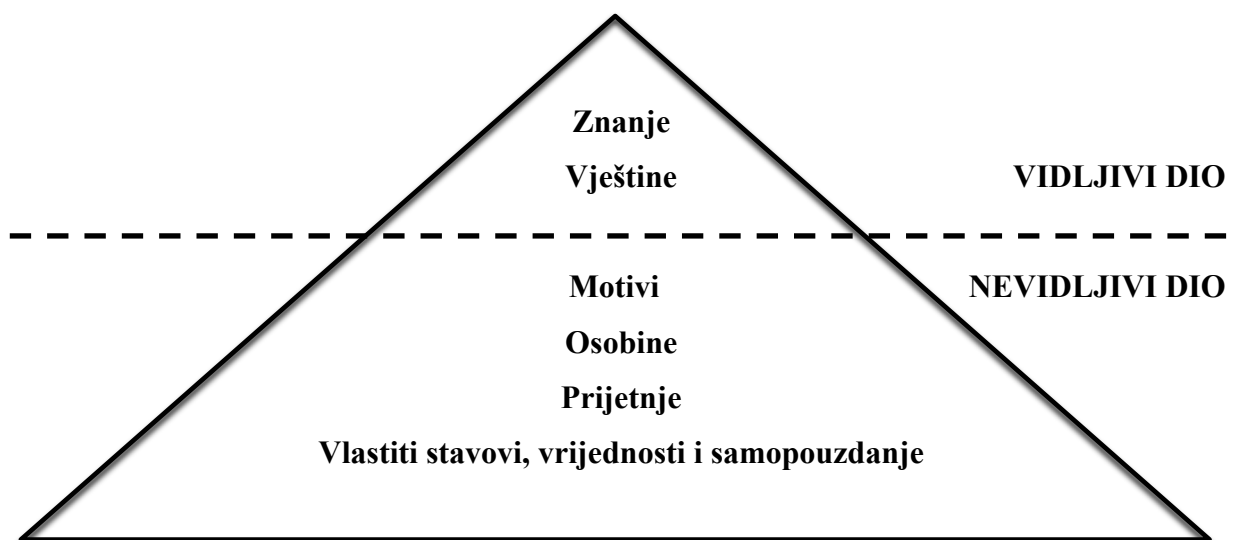 Znanje
Vještine
VIDLJIVI DIO
Motivi
NEVIDLJIVI DIO
Osobine
Prijetnje
Vlastiti stavovi, vrijednosti i samopouzdanje